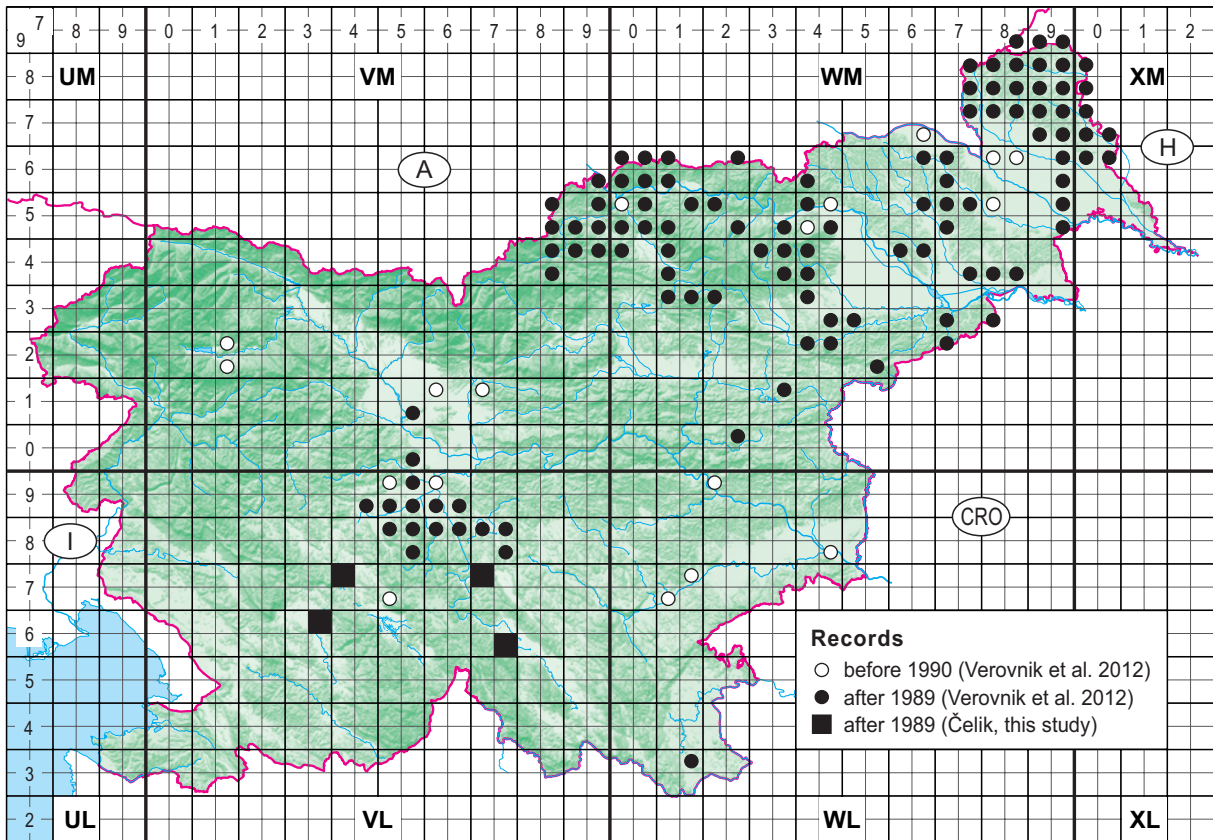 7 8 9 0 1 2 3 4 5 6 7 8 9 0 1 2 3 4 5 6 7 8 9 0 1 2
9
8 UM VM WM XM
7
6 A H
5
4
3
2
1
0
9
8 I CRO
7
6
5
4
3
2 UL VL WL XL
Records
before 1990 (Verovnik et al. 2012)
after 1989 (Verovnik et al. 2012)
after 1989 (Čelik, this study)